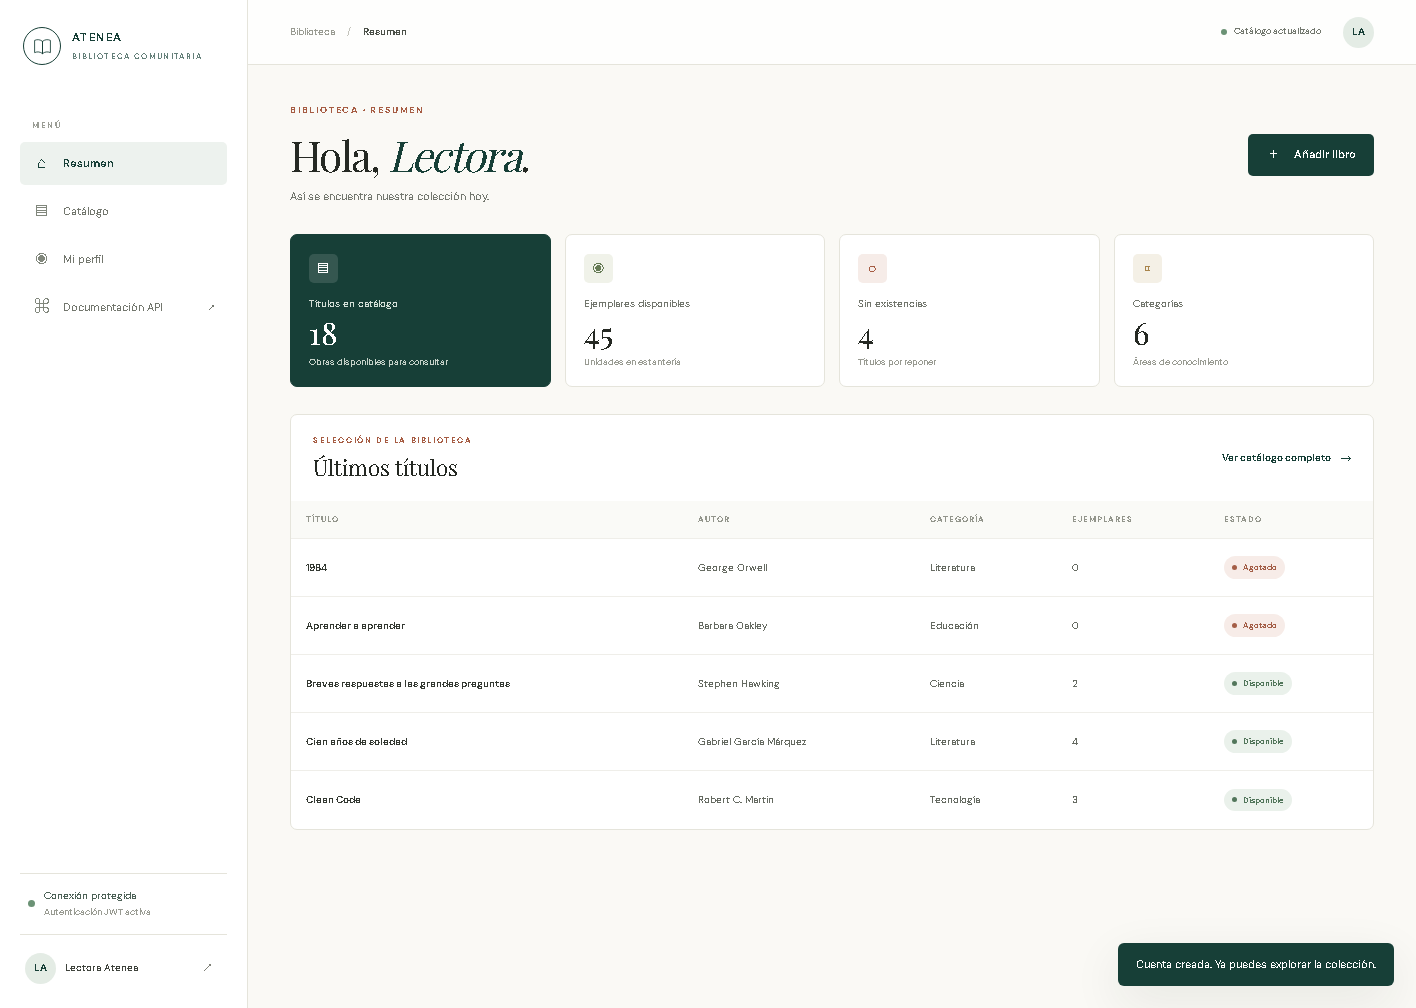 ATENEA
BIBLIOTECA COMUNITARIA
MENÚ
Resumen
Catálogo
Mi perfil
Documentación API ↗
Conexión protegida
Autenticación JWT activa
LA Lectora Atenea ↗
Biblioteca / Resumen
Catálogo actualizado LA
BIBLIOTECA • RESUMEN
Hola, Lectora.
Así se encuentra nuestra colección hoy.
+ Añadir libro
Títulos en catálogo
18
Obras disponibles para consultar
Ejemplares disponibles
45
Unidades en estantería
Sin existencias
4
Títulos por reponer
Categorías
6
Áreas de conocimiento
SELECCIÓN DE LA BIBLIOTECA
Últimos títulos
Ver catálogo completo →
TÍTULO AUTOR CATEGORÍA EJEMPLARES ESTADO
1984 George Orwell Literatura 0 Agotado
Aprender a aprender Barbara Oakley Educación 0 Agotado
Breves respuestas a las grandes preguntas Stephen Hawking Ciencia 2 Disponible
Cien años de soledad Gabriel García Márquez Literatura 4 Disponible
Clean Code Robert C. Martin Tecnología 3 Disponible
Cuenta creada. Ya puedes explorar la colección.